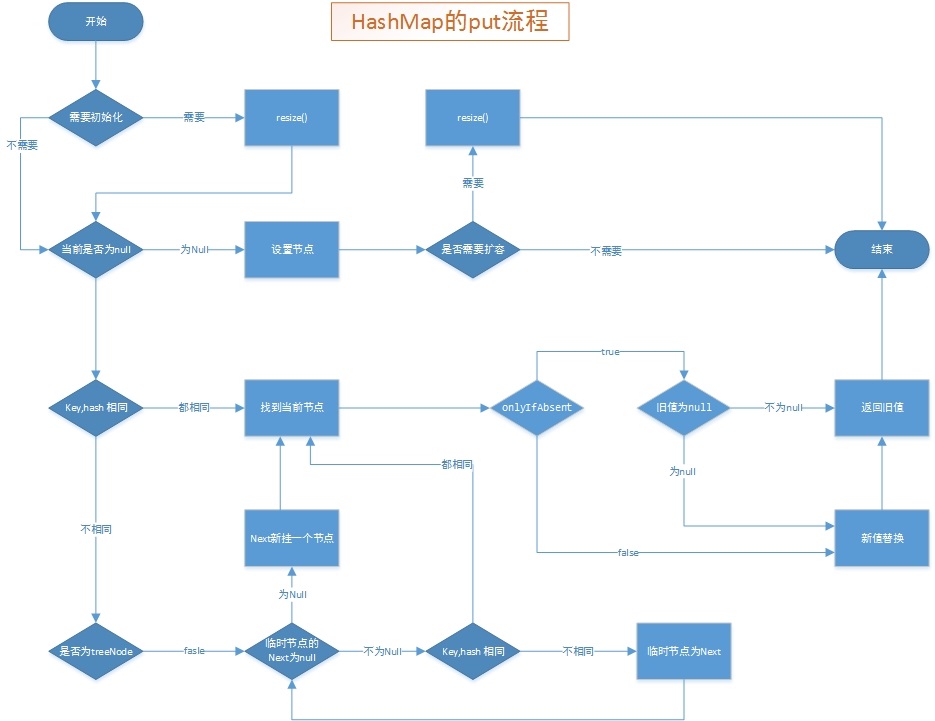 开始
HashMap的put流程
需要初始化
需要
resize()
resize()
不需要
需要
当前是否为null
为Null
设置节点
是否需要扩容
不需要
结束
true
Key,hash 相同
都相同
找到当前节点
onlyIfAbsent
旧值为null
不为null
返回旧值
都相同
为null
不相同
Next新挂一个节点
新值替换
false
为Null
是否为treeNode
fasle
临时节点的
Next为null
不为Null
Key,hash 相同
不相同
临时节点为Next